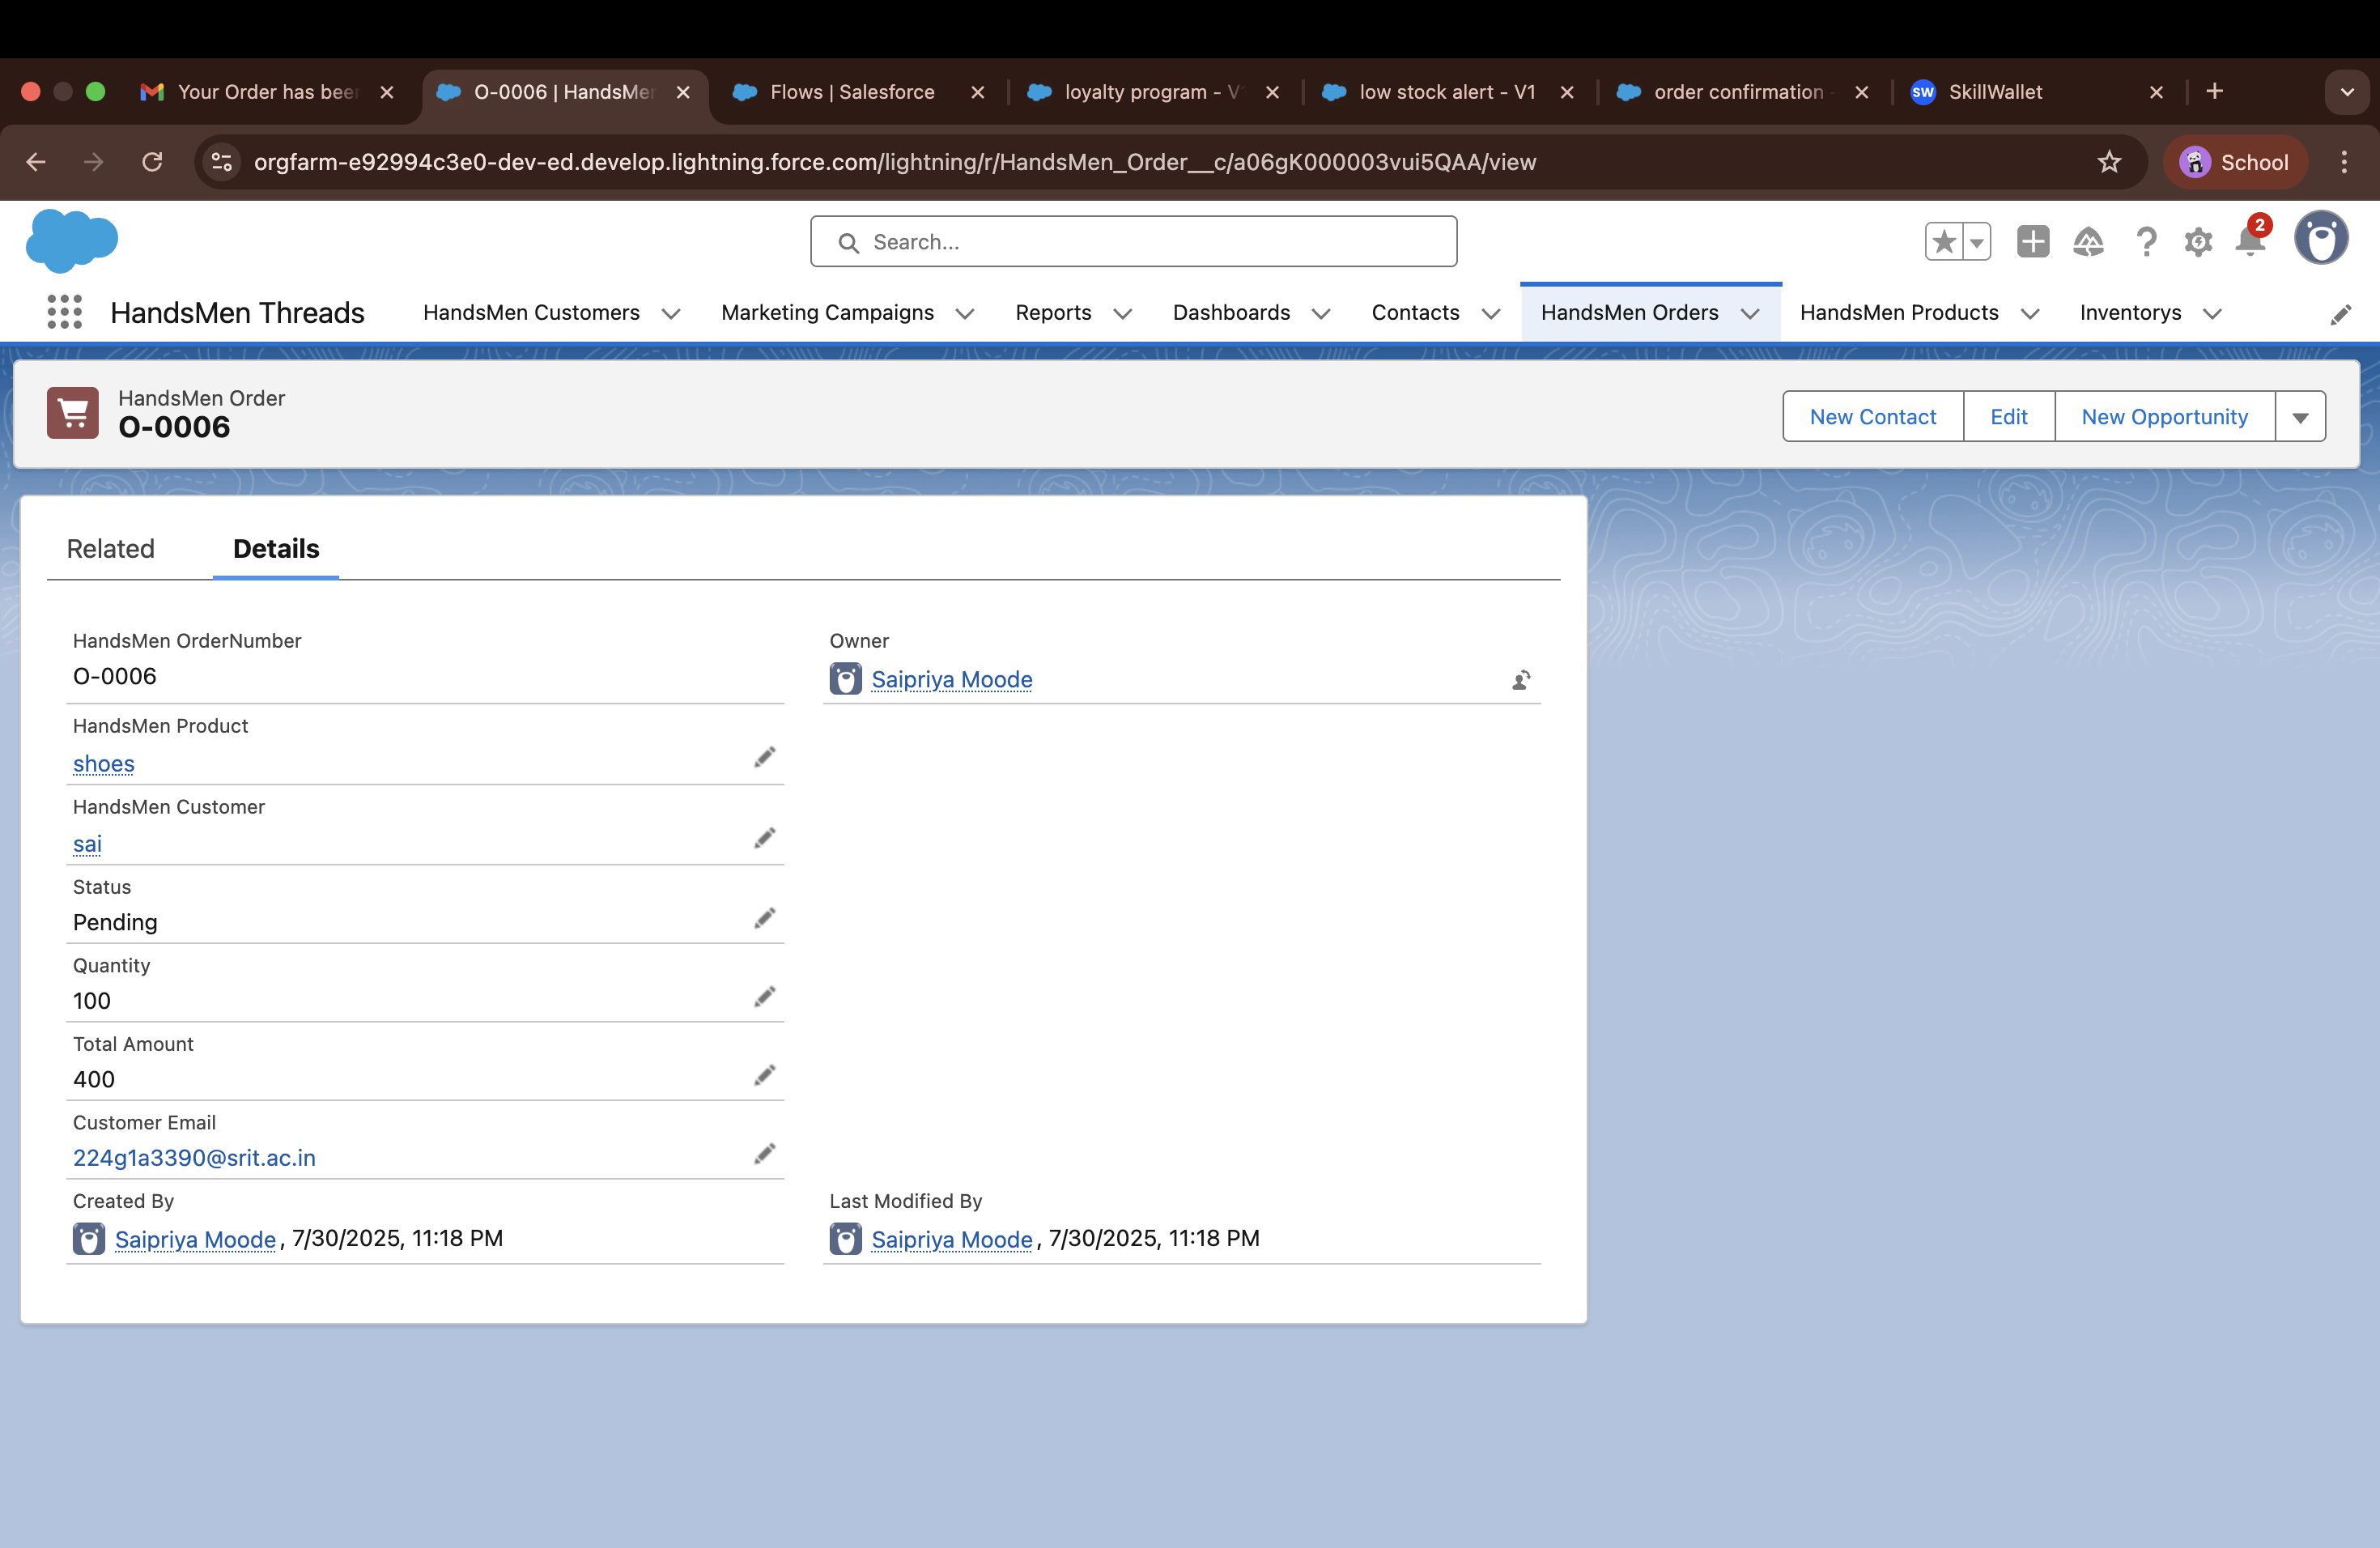 Your Order has been
O-0006 | HandsMen
Flows | Salesforce
loyalty program - V
low stock alert - V1
order confirmation -
SW SkillWallet
orgfarm-e92994c3e0-dev-ed.develop.lightning.force.com/lightning/r/HandsMen_Order__c/a06gK000003vui5QAA/view
School
Search...
2
HandsMen Threads
HandsMen Customers
Marketing Campaigns
Reports
Dashboards
Contacts
HandsMen Orders
HandsMen Products
Inventorys
HandsMen Order
O-0006
New Contact
Edit
New Opportunity
Related
Details
HandsMen OrderNumber
O-0006
Owner
Saipriya Moode
HandsMen Product
shoes
HandsMen Customer
sai
Status
Pending
Quantity
100
Total Amount
400
Customer Email
224g1a3390@srit.ac.in
Created By
Saipriya Moode, 7/30/2025, 11:18 PM
Last Modified By
Saipriya Moode, 7/30/2025, 11:18 PM